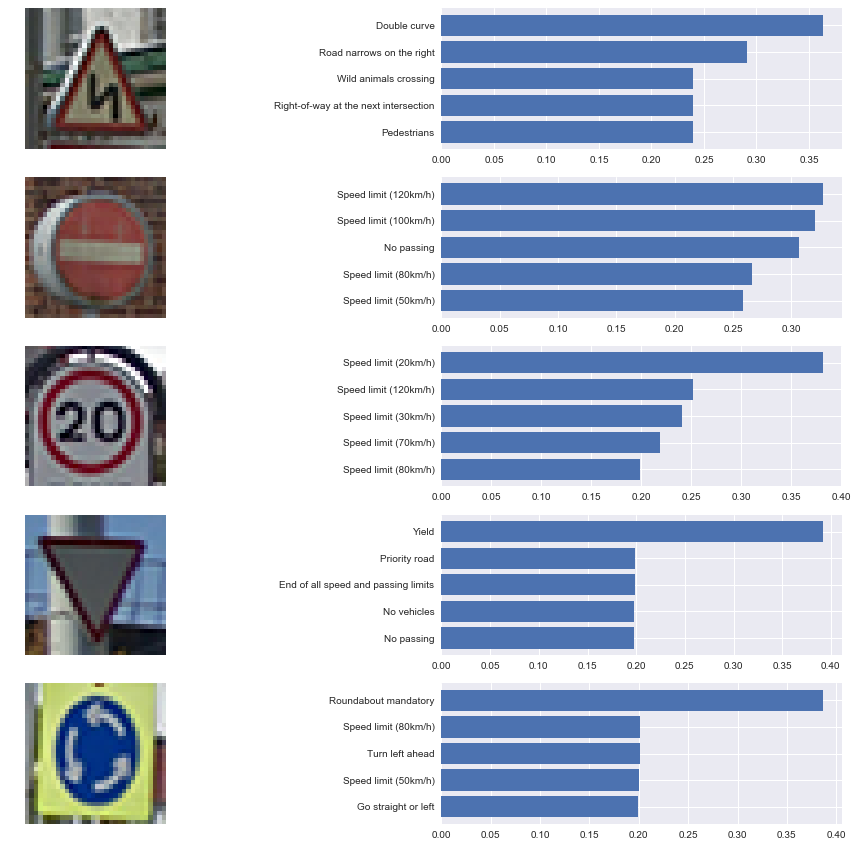 Double curve
Road narrows on the right
Wild animals crossing
Right-of-way at the next intersection
Pedestrians
0.00 0.05 0.10 0.15 0.20 0.25 0.30 0.35
Speed limit (120km/h)
Speed limit (100km/h)
No passing
Speed limit (80km/h)
Speed limit (50km/h)
0.00 0.05 0.10 0.15 0.20 0.25 0.30
20
Speed limit (20km/h)
Speed limit (120km/h)
Speed limit (30km/h)
Speed limit (70km/h)
Speed limit (80km/h)
0.00 0.05 0.10 0.15 0.20 0.25 0.30 0.35 0.40
Yield
Priority road
End of all speed and passing limits
No vehicles
No passing
0.00 0.05 0.10 0.15 0.20 0.25 0.30 0.35 0.40
Roundabout mandatory
Speed limit (80km/h)
Turn left ahead
Speed limit (50km/h)
Go straight or left
0.00 0.05 0.10 0.15 0.20 0.25 0.30 0.35 0.40